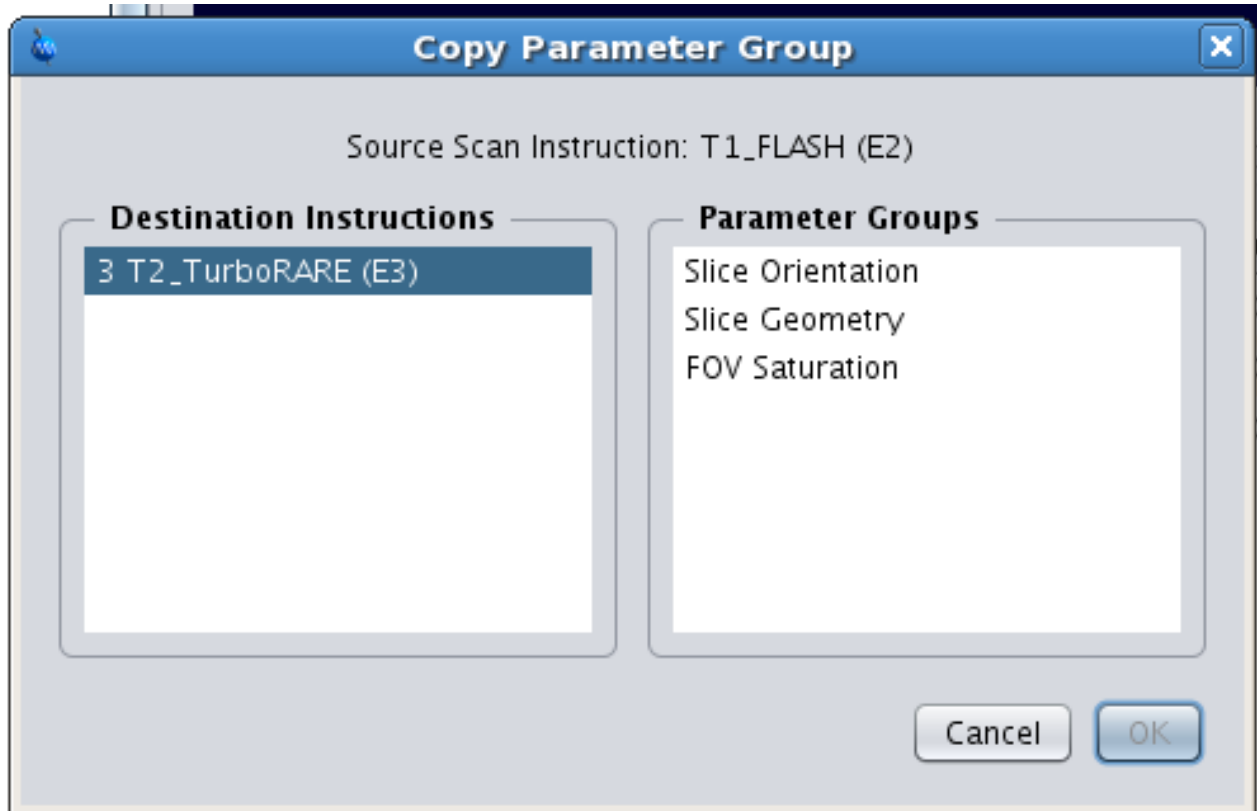 Copy Parameter Group
Source Scan Instruction: T1_FLASH (E2)
Destination Instructions
3 T2_TurboRARE (E3)
Parameter Groups
Slice Orientation
Slice Geometry
FOV Saturation
Cancel
OK